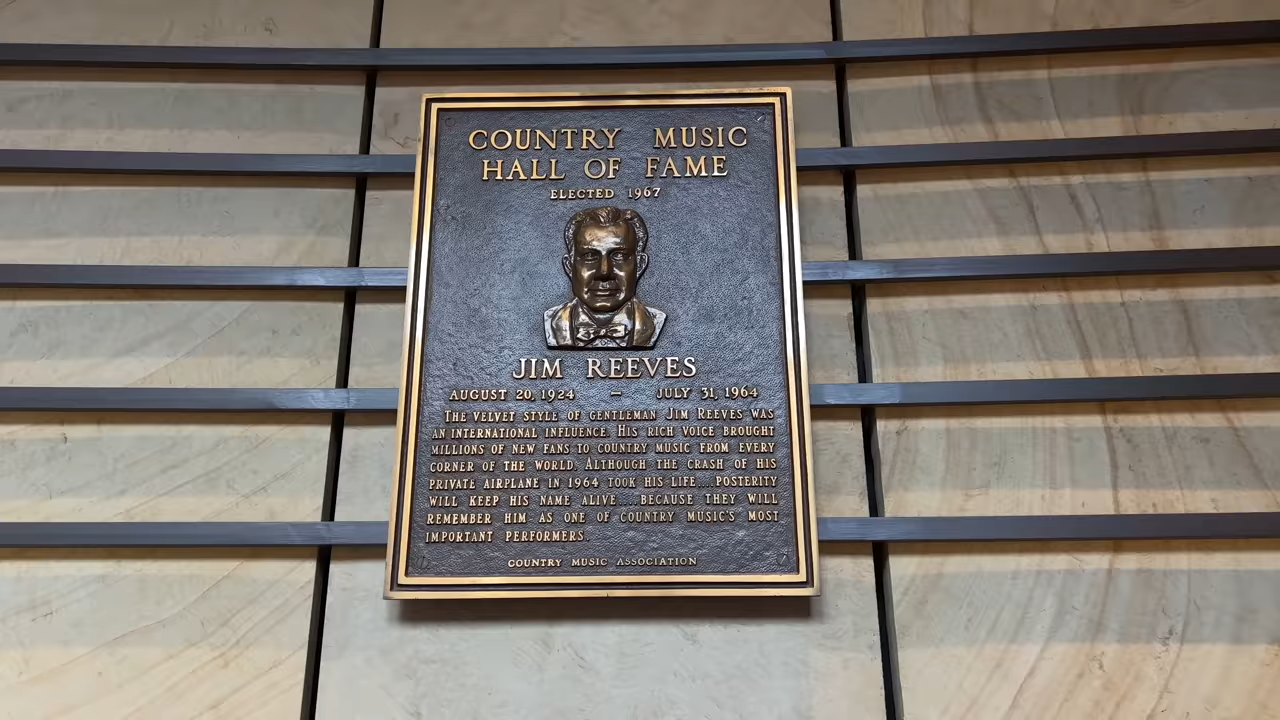 COUNTRY MUSIC
HALL OF FAME
ELECTED 1967
JIM REEVES
AUGUST 20, 1924 — JULY 31, 1964
THE VELVET STYLE OF GENTLEMAN JIM REEVES WAS
AN INTERNATIONAL INFLUENCE. HIS RICH VOICE BROUGHT
MILLIONS OF NEW FANS TO COUNTRY MUSIC FROM EVERY
CORNER OF THE WORLD. ALTHOUGH THE CRASH OF HIS
PRIVATE AIRPLANE IN 1964 TOOK HIS LIFE....POSTERITY
WILL KEEP HIS NAME ALIVE....BECAUSE THEY WILL
REMEMBER HIM AS ONE OF COUNTRY MUSIC'S MOST
IMPORTANT PERFORMERS.
COUNTRY MUSIC ASSOCIATION